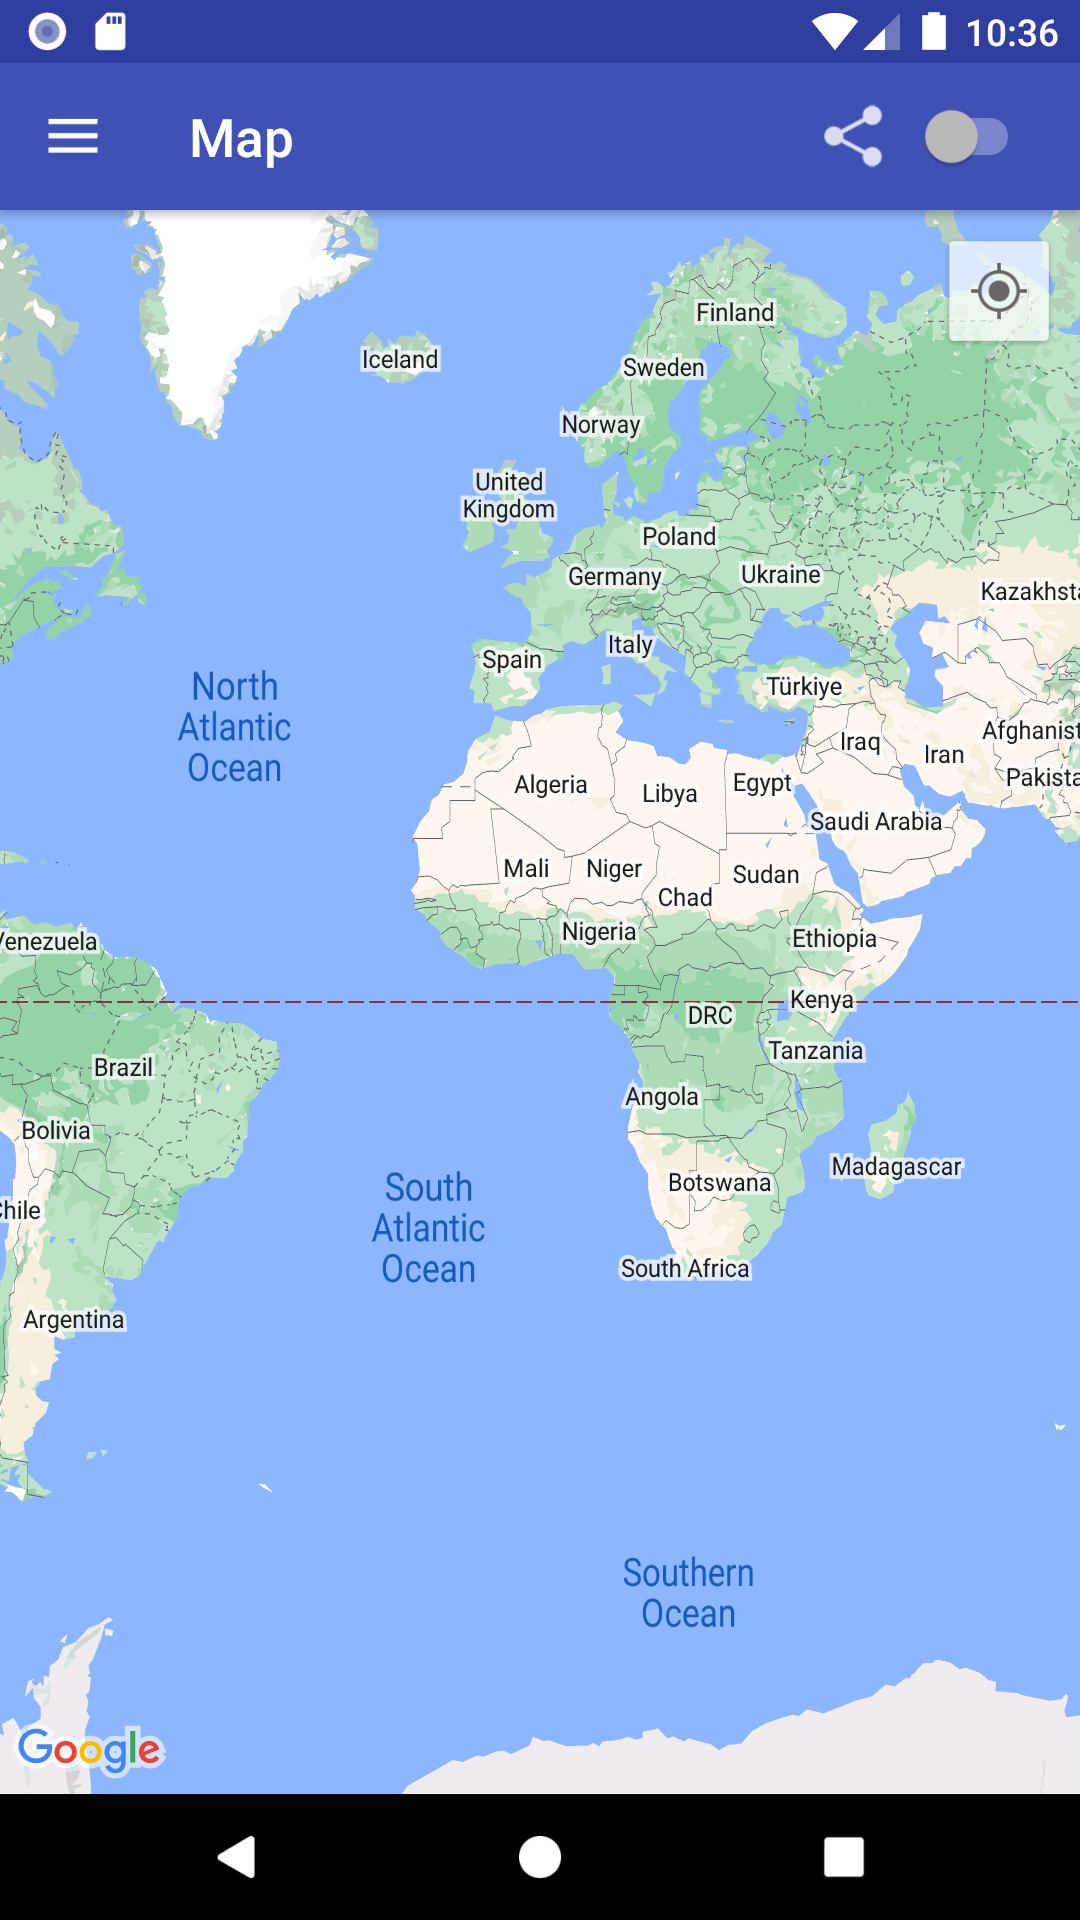 10:36
Map
Finland
Iceland
Sweden
Norway
United
Kingdom
Poland
Germany
Ukraine
Kazakhsta
Italy
Spain
Türkiye
North
Atlantic
Ocean
Afghanist
Iraq
Iran
Pakista
Algeria
Libya
Egypt
Saudi Arabia
Mali
Niger
Sudan
Chad
Nigeria
Ethiopia
Venezuela
Kenya
DRC
Tanzania
Brazil
Angola
Bolivia
Madagascar
Botswana
South
Atlantic
Ocean
Chile
South Africa
Argentina
Southern
Ocean
Google